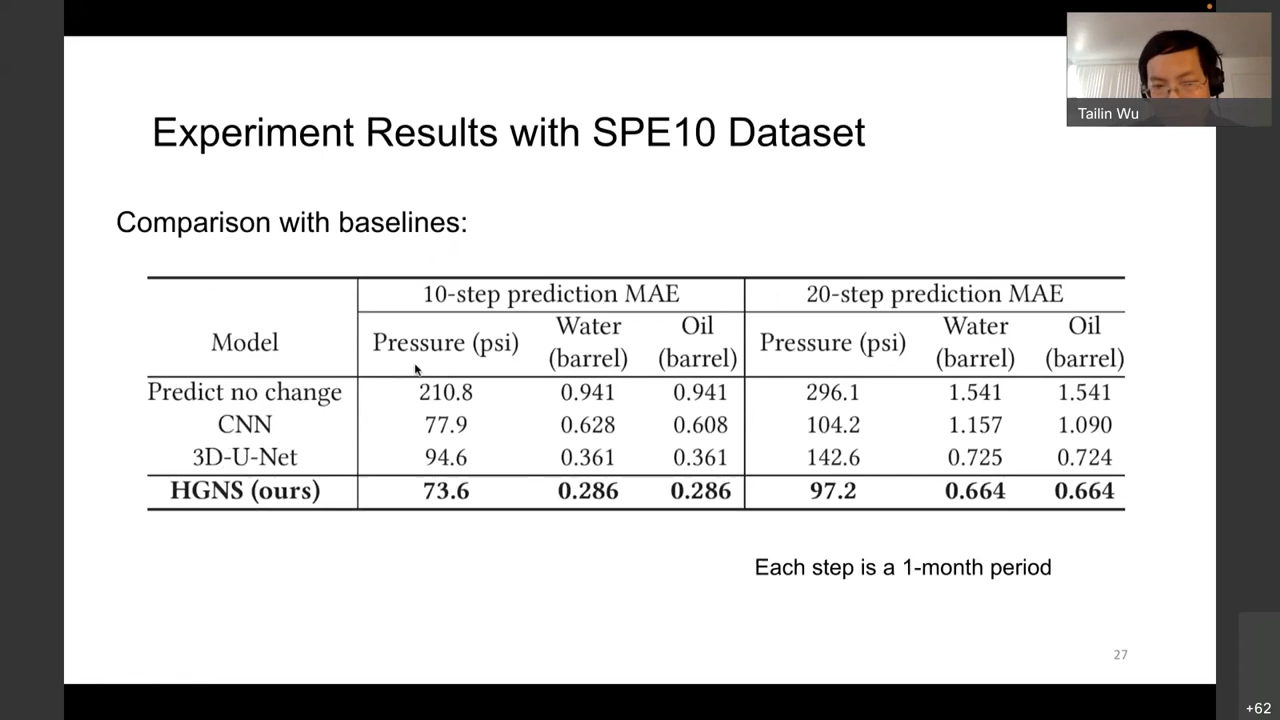 Tailin Wu
Experiment Results with SPE10 Dataset
Comparison with baselines:
10-step prediction MAE 20-step prediction MAE
Model Pressure (psi) Water (barrel) Oil (barrel) Pressure (psi) Water (barrel) Oil (barrel)
Predict no change 210.8 0.941 0.941 296.1 1.541 1.541
CNN 77.9 0.628 0.608 104.2 1.157 1.090
3D-U-Net 94.6 0.361 0.361 142.6 0.725 0.724
HGNS (ours) 73.6 0.286 0.286 97.2 0.664 0.664
Each step is a 1-month period
27
+62